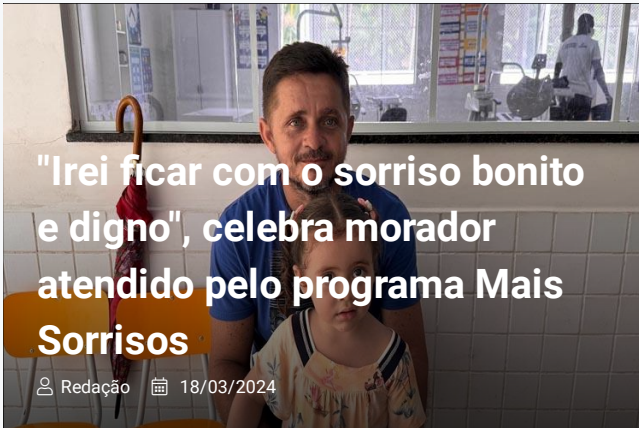 "Irei ficar com o sorriso bonito
e digno", celebra morador
atendido pelo programa Mais
Sorrisos
Redação 18/03/2024